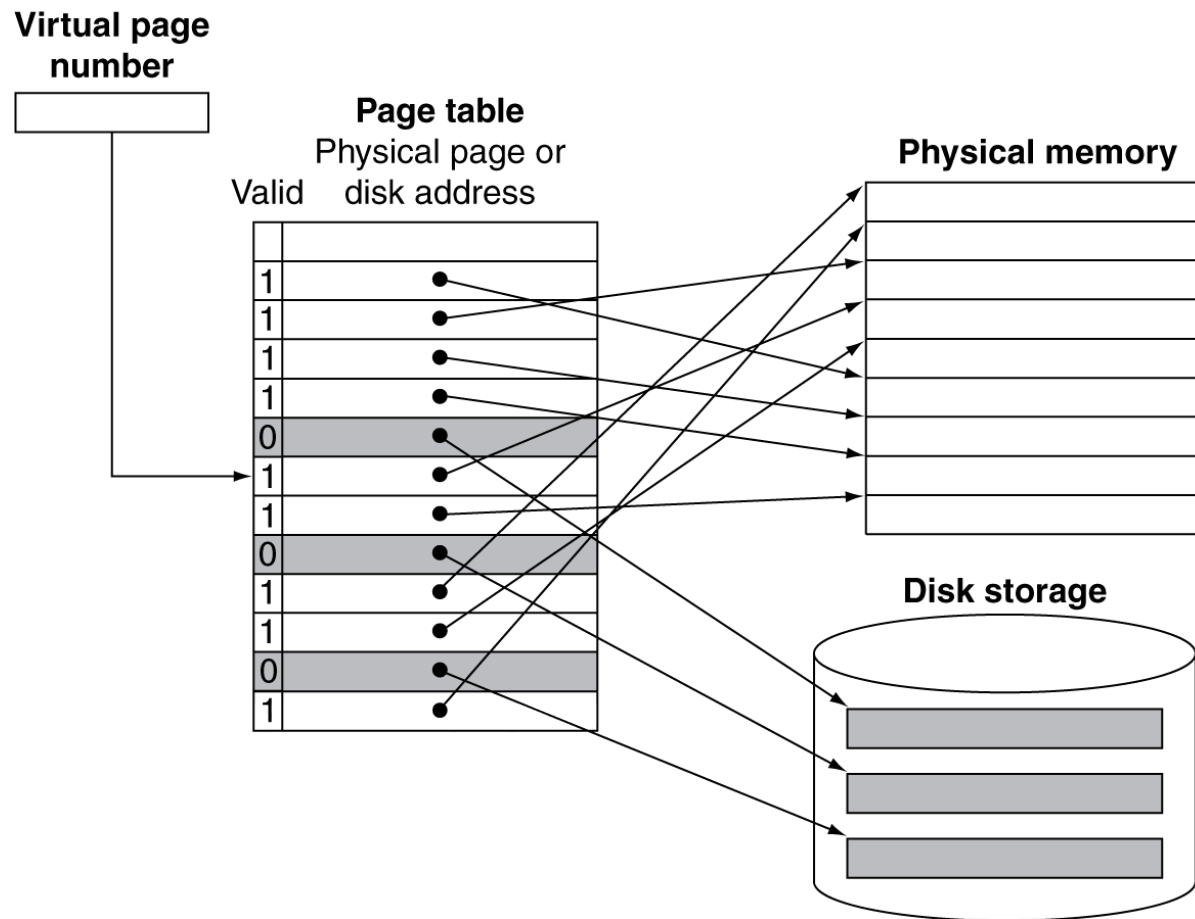 Virtual page
number
Page table
Physical page or
disk address
Valid
Physical memory
1
1
1
1
0
1
1
0
1
1
0
1
Disk storage